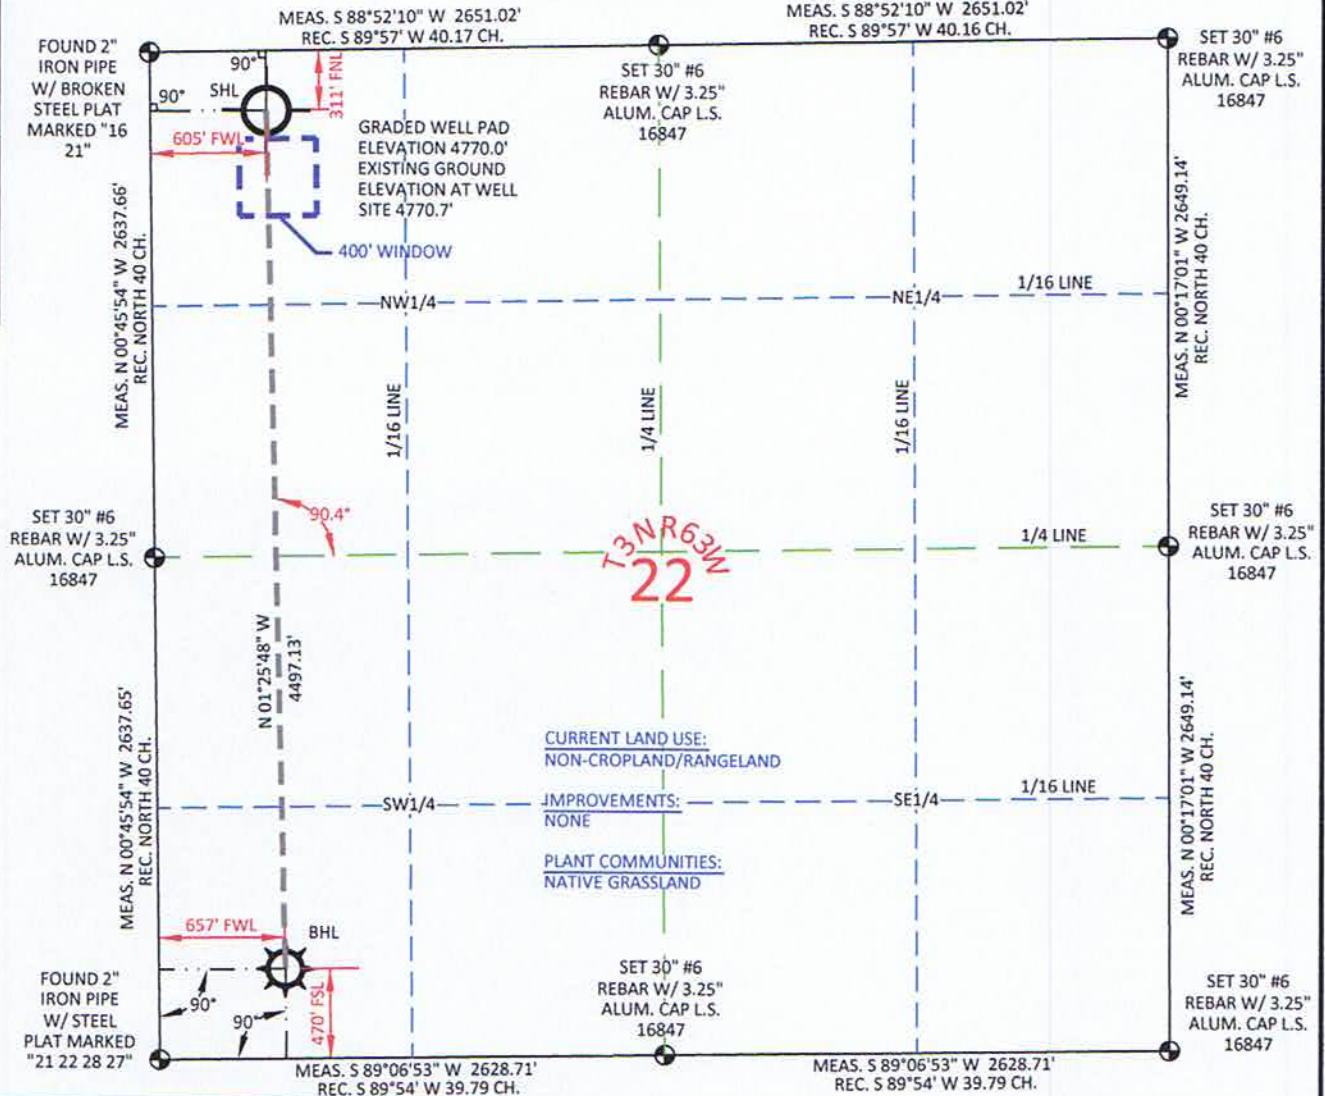 MEAS. S 88°52'10" W 2651.02'
REC. S 89°57' W 40.17 CH.
MEAS. S 88°52'10" W 2651.02'
REC. S 89°57' W 40.16 CH.
FOUND 2"
IRON PIPE
W/ BROKEN
STEEL PLAT
MARKED "16
21"
90°
90°
SHL
311' FNL
605' FWL
SET 30" #6
REBAR W/ 3.25"
ALUM. CAP L.S.
16847
SET 30" #6
REBAR W/ 3.25"
ALUM. CAP L.S.
16847
GRADED WELL PAD
ELEVATION 4770.0'
EXISTING GROUND
ELEVATION AT WELL
SITE 4770.7'
400' WINDOW
MEAS. N 00°45'54" W 2637.66'
REC. NORTH 40 CH.
MEAS. N 00°17'01" W 2649.14'
REC. NORTH 40 CH.
NW1/4
NE1/4
1/16 LINE
1/16 LINE
1/4 LINE
1/16 LINE
90.4°
SET 30" #6
REBAR W/ 3.25"
ALUM. CAP L.S.
16847
T3NR63W
22
1/4 LINE
SET 30" #6
REBAR W/ 3.25"
ALUM. CAP L.S.
16847
N 01°25'48" W
4497.13'
MEAS. N 00°45'54" W 2637.65'
REC. NORTH 40 CH.
MEAS. N 00°17'01" W 2649.14'
REC. NORTH 40 CH.
CURRENT LAND USE:
NON-CROPLAND/RANGELAND
SW1/4
IMPROVEMENTS:
NONE
SE1/4
1/16 LINE
PLANT COMMUNITIES:
NATIVE GRASSLAND
657' FWL
BHL
470' FSL
90°
90°
FOUND 2"
IRON PIPE
W/ STEEL
PLAT MARKED
"21 22 28 27"
SET 30" #6
REBAR W/ 3.25"
ALUM. CAP L.S.
16847
SET 30" #6
REBAR W/ 3.25"
ALUM. CAP L.S.
16847
MEAS. S 89°06'53" W 2628.71'
REC. S 89°54' W 39.79 CH.
MEAS. S 89°06'53" W 2628.71'
REC. S 89°54' W 39.79 CH.